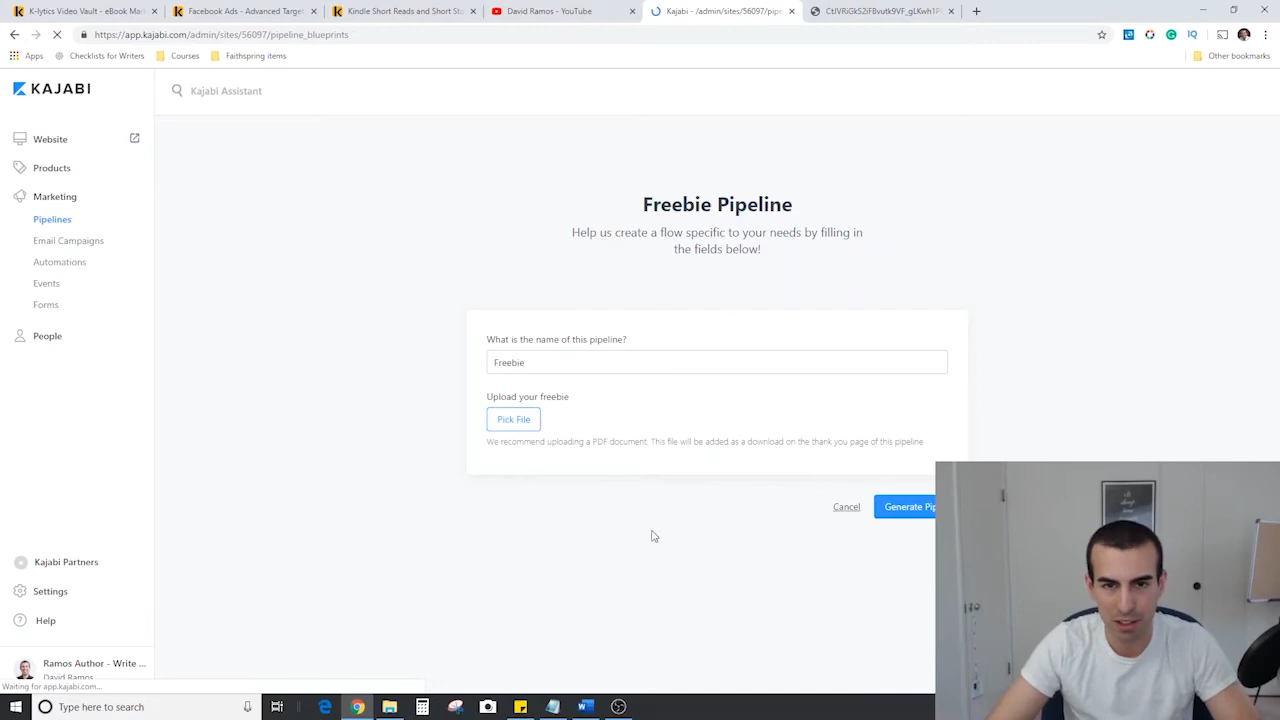 K-lytics Video Vault - eBook Mar
Facebook Ads - Advanced Target
Kindle Short Reads and Short Sto
David Ramos - YouTube
Kajabi - /admin/sites/56097/pipe
https://app.kajabi.com/admin/sites/56097/pipeline_blueprints
Apps
Checklists for Writers
Courses
Faithspring items
Other bookmarks
KAJABI
Kajabi Assistant
Website
Products
Marketing
Pipelines
Email Campaigns
Automations
Events
Forms
People
Freebie Pipeline
Help us create a flow specific to your needs by filling in
the fields below!
What is the name of this pipeline?
Freebie
Upload your freebie
Pick File
We recommend uploading a PDF document. This file will be added as a download on the thank you page of this pipeline
Cancel
Generate Pip
Kajabi Partners
Settings
Help
Ramos Author - Write ...
David Ramos
Waiting for app.kajabi.com...
Type here to search